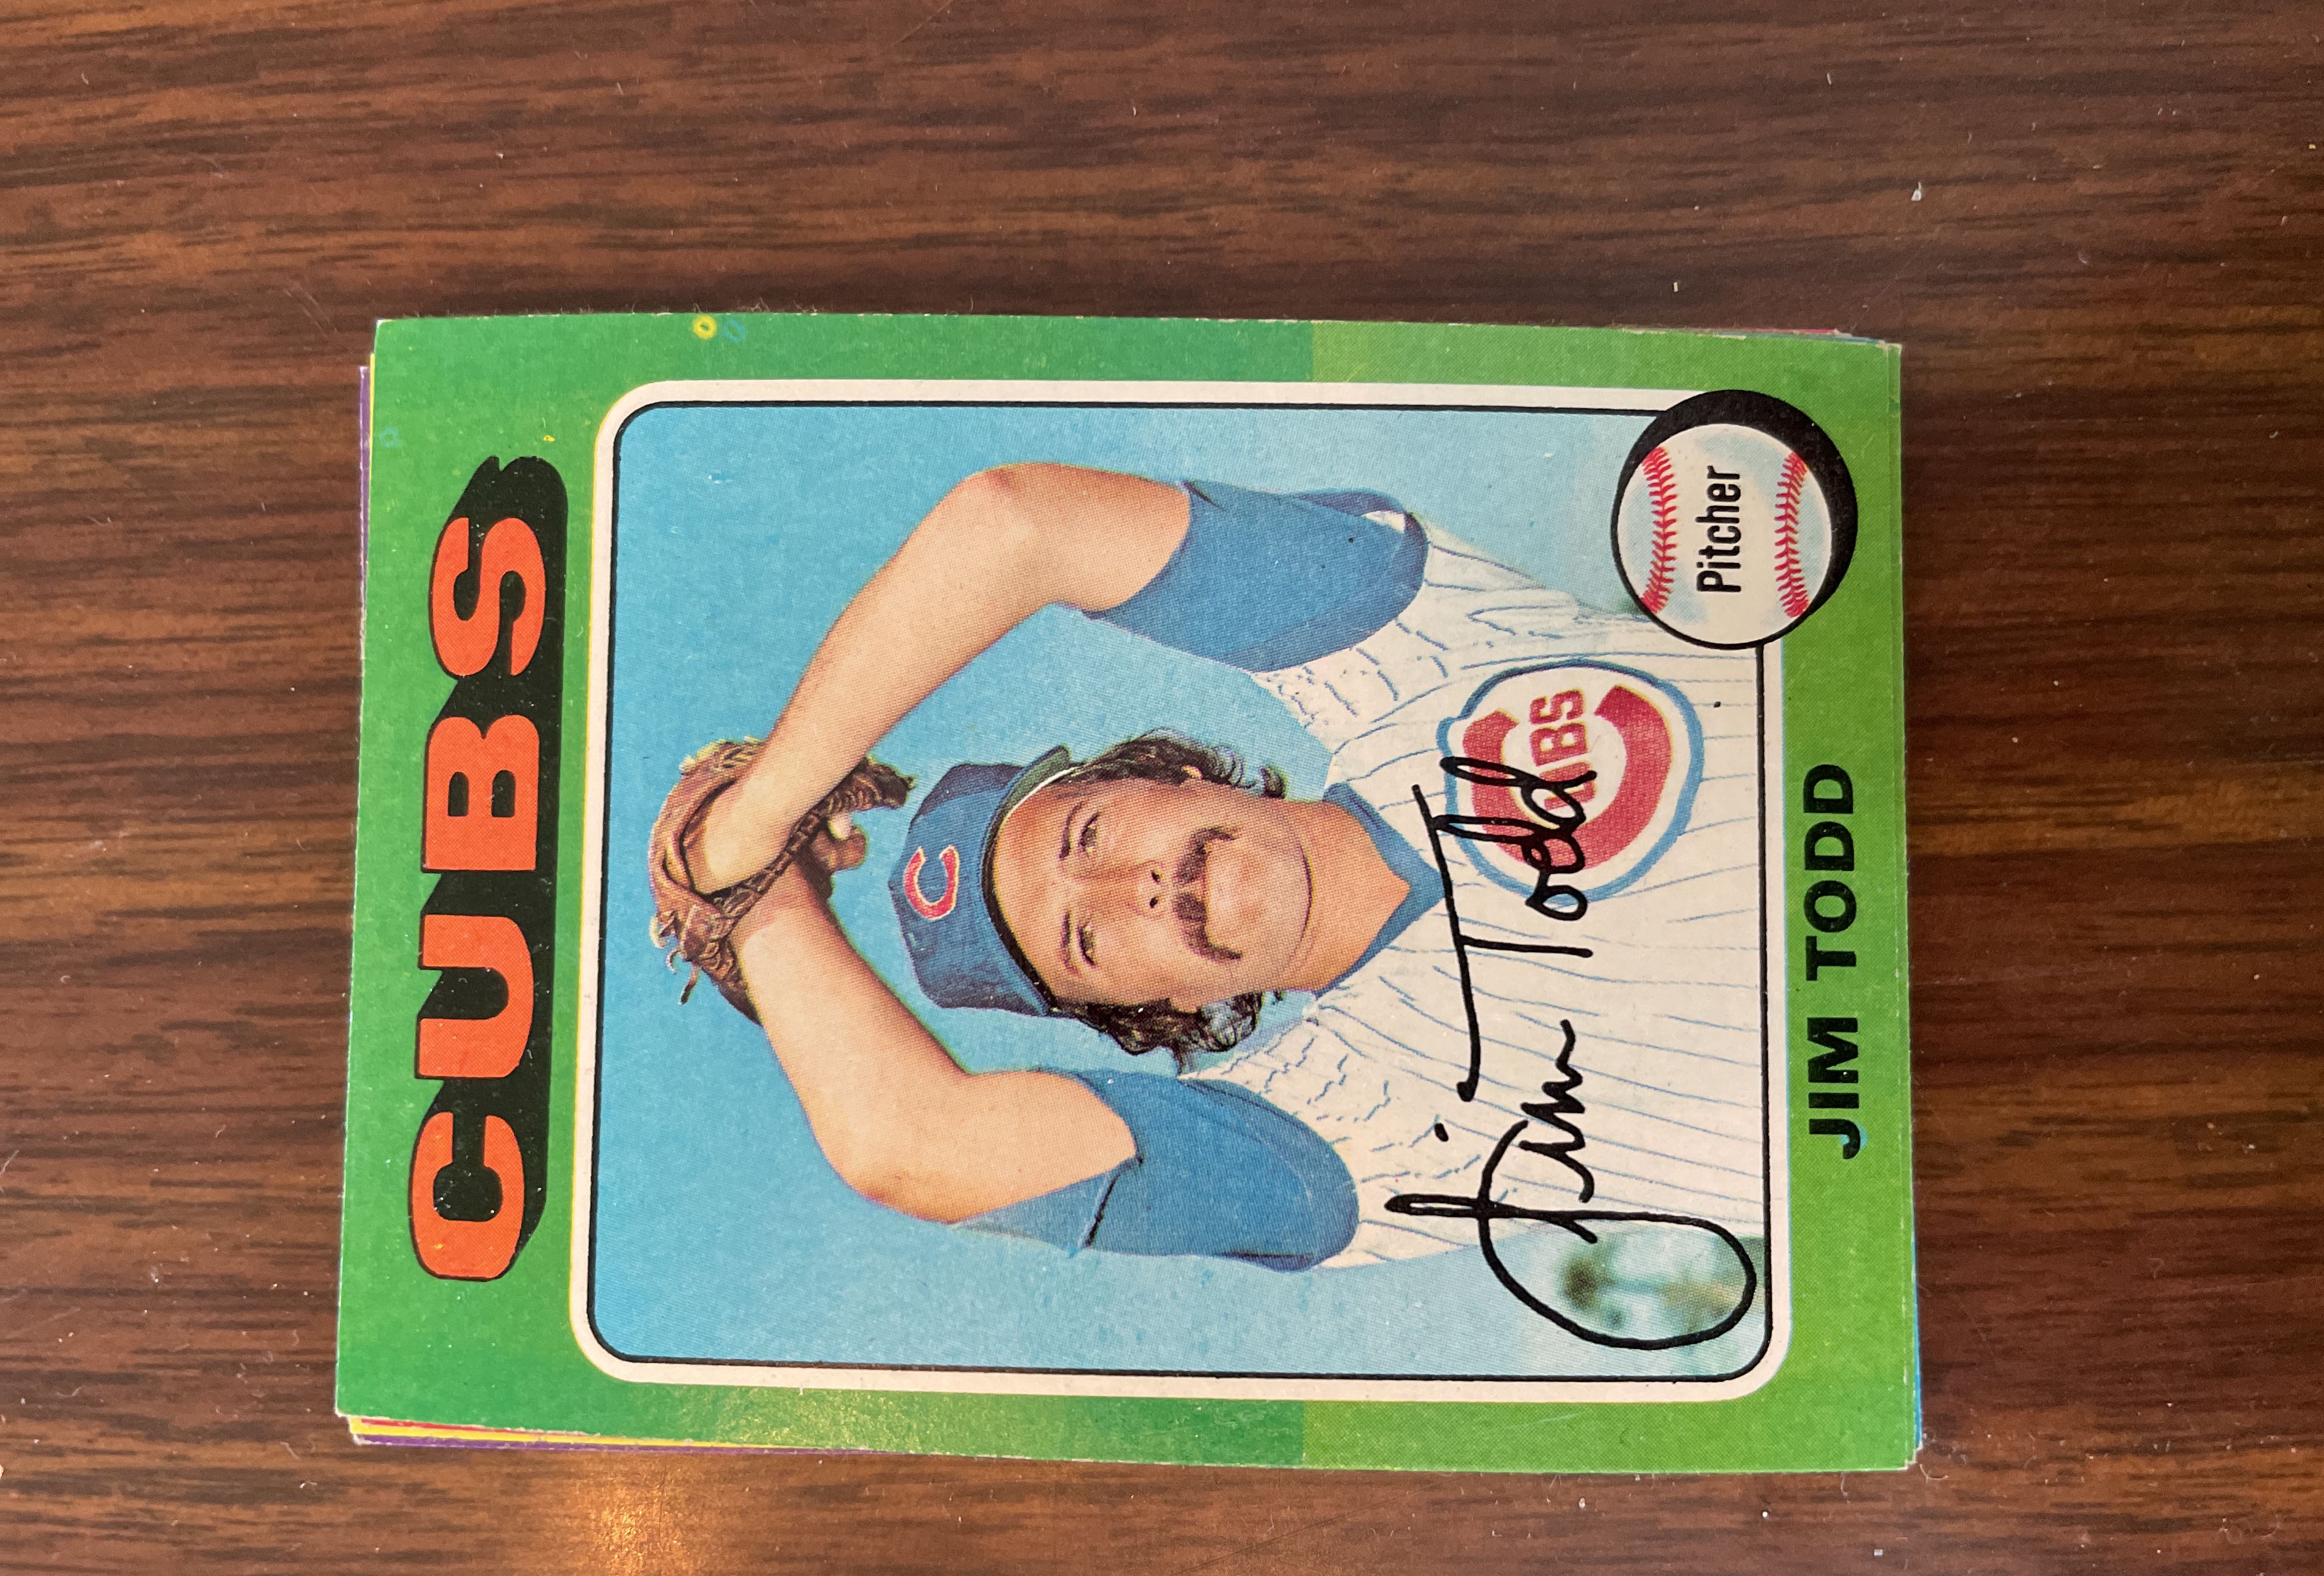 CUBS
C
CUBS
Jim Todd
Pitcher
JIM TODD